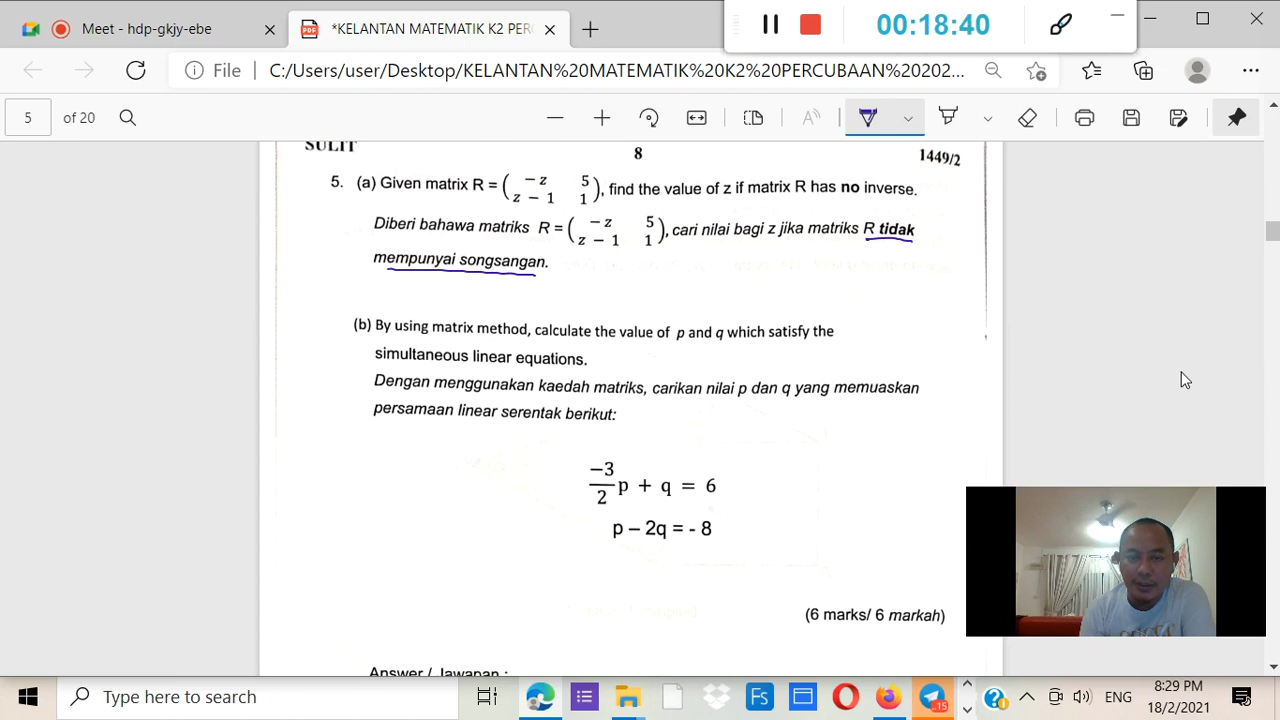 Meet - hdp-gkjy-ebe
*KELANTAN MATEMATIK K2 PER
00:18:40
File
C:/Users/user/Desktop/KELANTAN%20MATEMATIK%20K2%20PERCUBAAN%20202...
5 of 20
SULIT 8 1449/2
5. (a) Given matrix R = ( −z 5 z − 1 1 ), find the value of z if matrix R has no inverse.
Diberi bahawa matriks R = ( −z 5 z − 1 1 ), cari nilai bagi z jika matriks R tidak
mempunyai songsangan.
(b) By using matrix method, calculate the value of p and q which satisfy the
simultaneous linear equations.
Dengan menggunakan kaedah matriks, carikan nilai p dan q yang memuaskan
persamaan linear serentak berikut:
−3/2 p + q = 6
p – 2q = - 8
(6 marks/ 6 markah)
Answer / Jawapan :
Type here to search
Fs
15
ENG
8:29 PM
18/2/2021